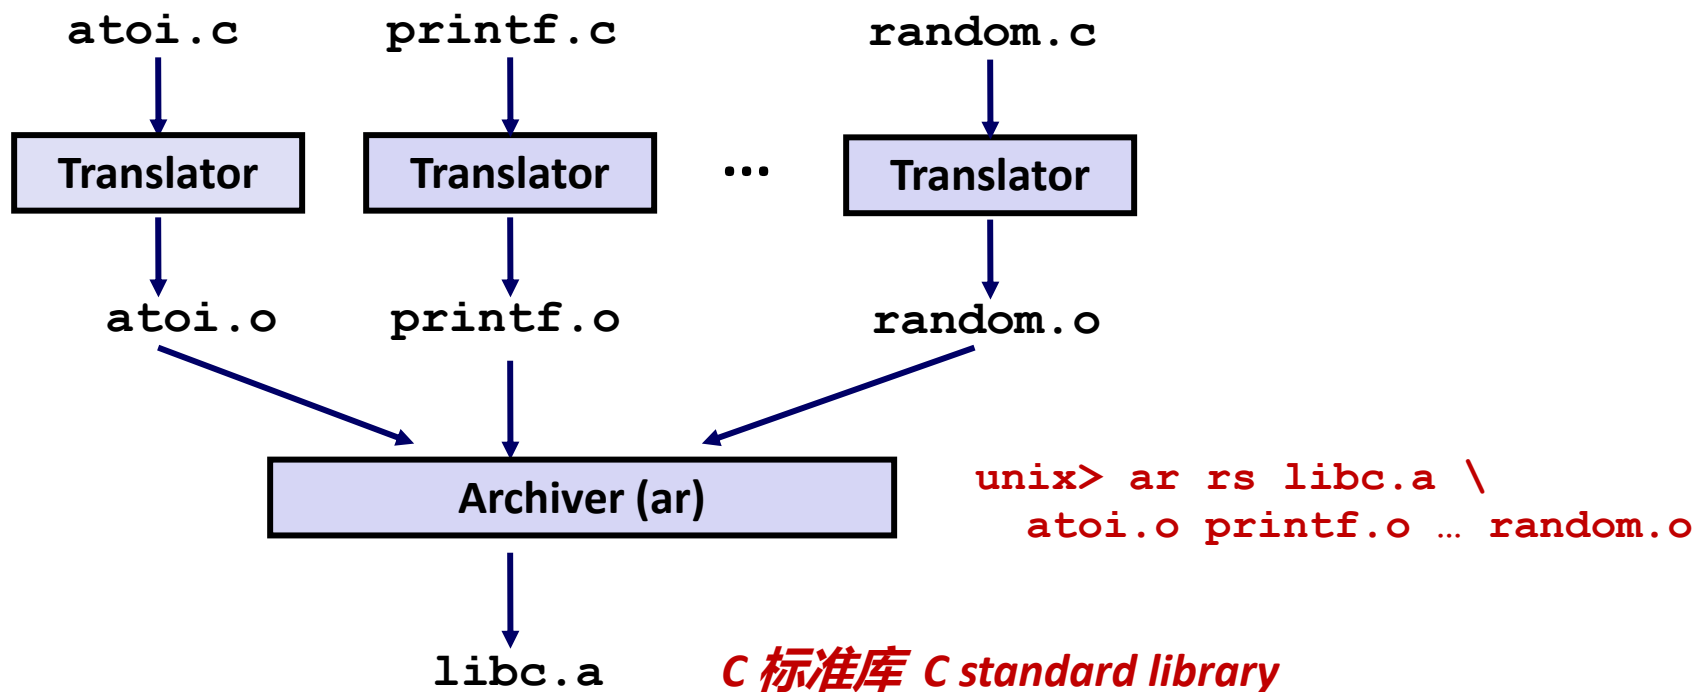 atoi.c printf.c random.c
Translator Translator ... Translator
atoi.o printf.o random.o
Archiver (ar)
unix> ar rs libc.a \
atoi.o printf.o … random.o
libc.a C 标准库 C standard library